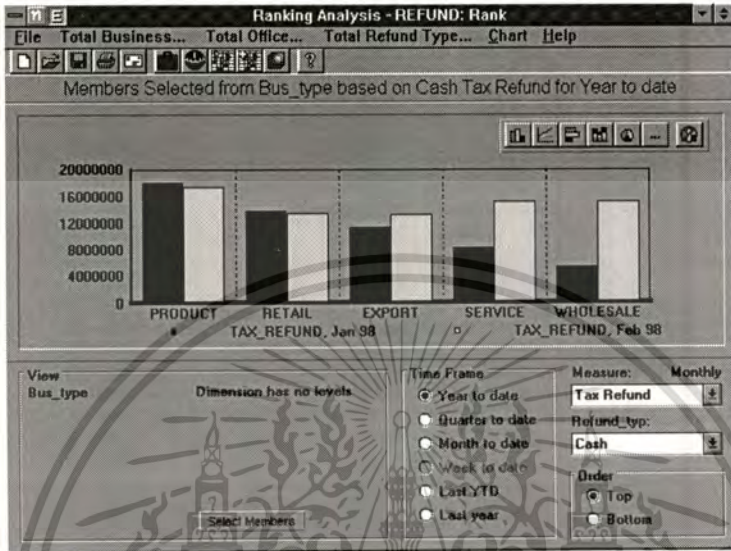 Ranking Analysis - REFUND: Rank
File Total Business... Total Office... Total Refund Type... Chart Help
?
Members Selected from Bus_type based on Cash Tax Refund for Year to date
...
20000000
16000000
12000000
8000000
4000000
0
PRODUCT RETAIL EXPORT SERVICE WHOLESALE
TAX_REFUND, Jan 98 TAX_REFUND, Feb 98
View
Bus_type Dimension has no levels
Select Members
Time Frame
Year to date
Quarter to date
Month to date
Week to date
Last YTD
Last year
Measure: Monthly
Tax Refund
Refund_typ:
Cash
Order
Top
Bottom